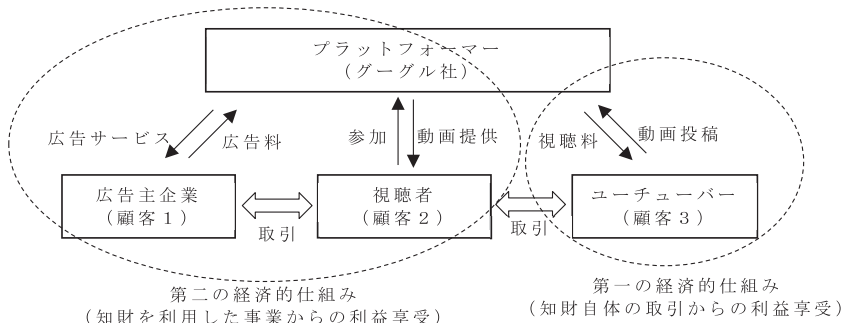 プラットフォーマー
（グーグル社）
広告サービス
広告料
参加
動画提供
視聴料
動画投稿
広告主企業
（顧客１）
視聴者
（顧客２）
ユーチューバー
（顧客３）
取引
取引
第二の経済的仕組み
（知財を利用した事業からの利益享受）
第一の経済的仕組み
（知財自体の取引からの利益享受）